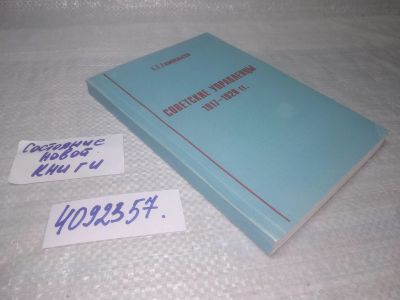 СОВЕТСКИЕ УПРАВЛЕНЦЫ
1917—1920 гг.
Состояние
новой
книги
4092357.